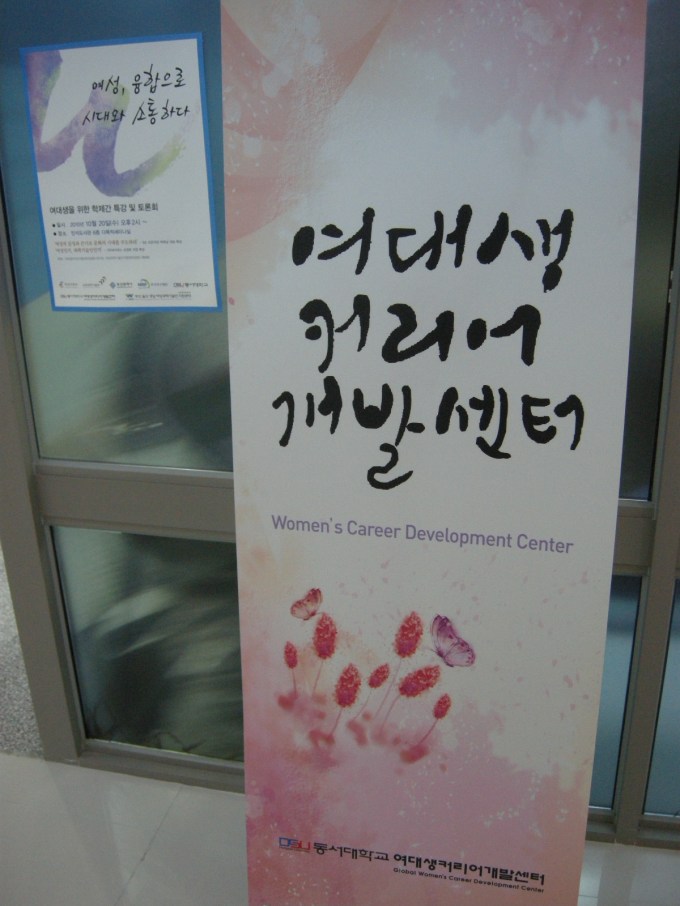 여성, 융합으로
시대와 소통하다
여대생을 위한 학제간 특강 및 토론회
여대생
커리어
개발센터
Women's Career Development Center
DSU 동서대학교 여대생커리어개발센터
Global Women's Career Development Center